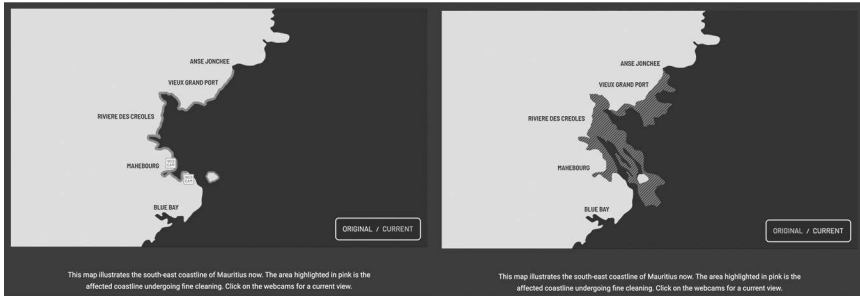 ANSE JONCHEE
VIEUX GRAND PORT
RIVIERE DES CREOLES
MAHEBOURG
BLUE BAY
ORIGINAL / CURRENT
This map illustrates the south-east coastline of Mauritius now. The area highlighted in pink is the
affected coastline undergoing fine cleaning. Click on the webcams for a current view.
ANSE JONCHEE
VIEUX GRAND PORT
RIVIERE DES CREOLES
MAHEBOURG
BLUE BAY
ORIGINAL / CURRENT
This map illustrates the south-east coastline of Mauritius now. The area highlighted in pink is the
affected coastline undergoing fine cleaning. Click on the webcams for a current view.